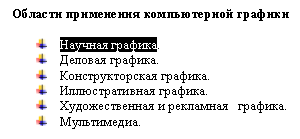 Области применения компьютерной графики
Научная графика
Деловая графика.
Конструкторская графика.
Иллюстративная графика.
Художественная и рекламная графика.
Мультимедиа.